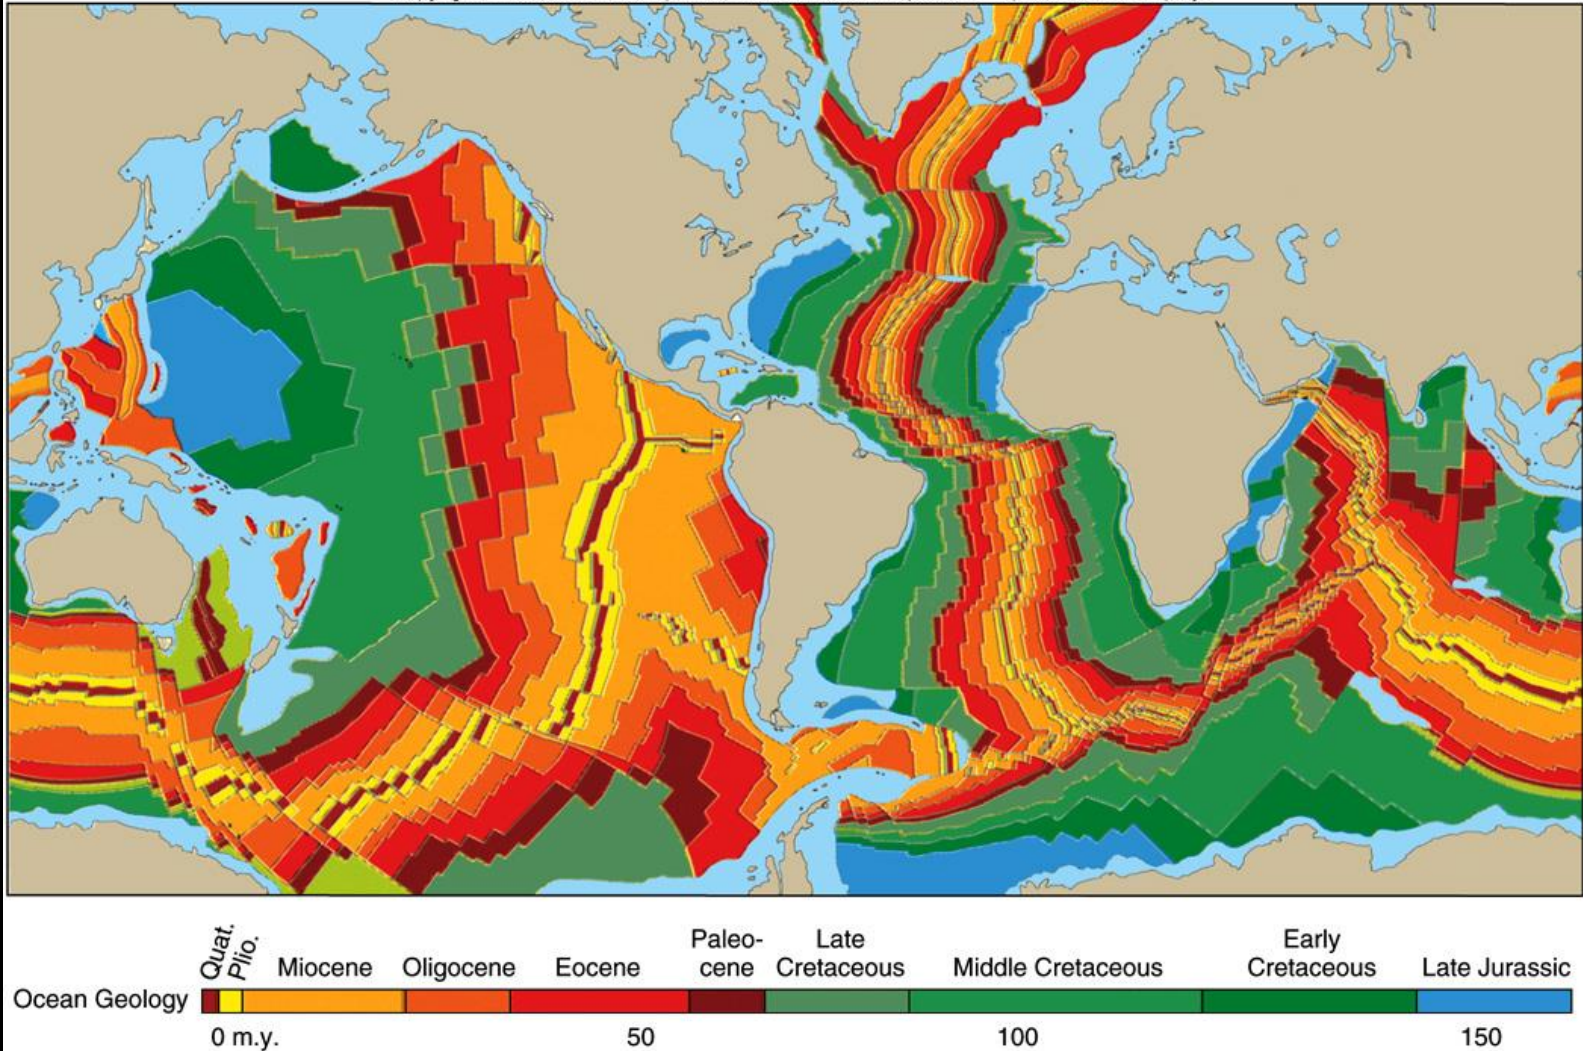 Quat.
Plio.
Paleo-
Late
Early
Miocene
Oligocene
Eocene
cene
Cretaceous
Middle Cretaceous
Cretaceous
Late Jurassic
Ocean Geology
0 m.y.
50
100
150